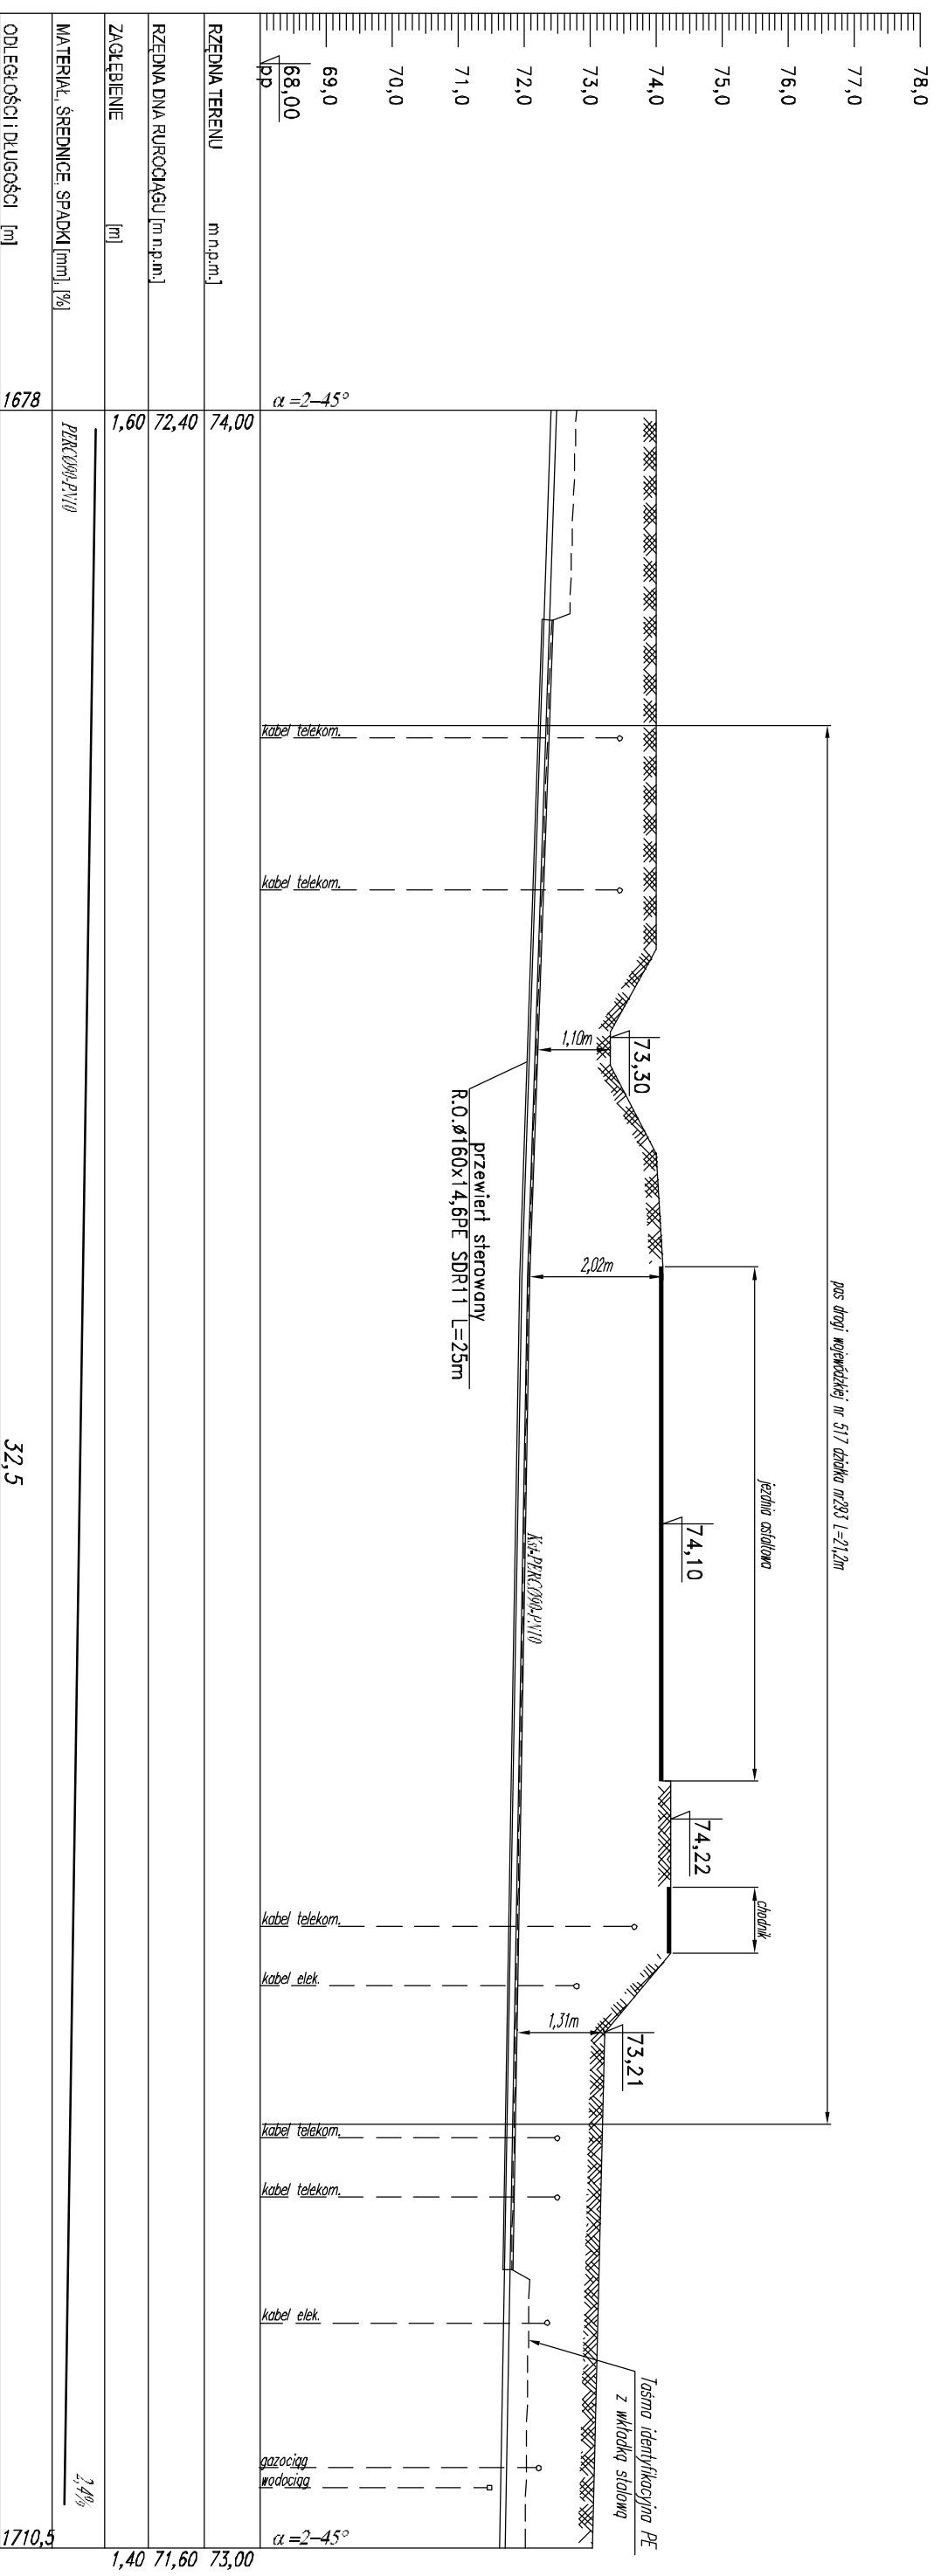 78,0
77,0
76,0
75,0
74,0
73,0
72,0
71,0
70,0
69,0
68,00
pp
pas drogi wojewódzkiej nr 517 działka nr293 L=21,2m
jezdnia asfaltowa
chodnik
73,30
74,10
74,22
73,21
1,10m
2,02m
1,31m
Taśma identyfikacyjna PE
z wkładką stalową
Kst-PERCO90-PN10
przewiert sterowany
R.O.ø160x14,6PE SDR11 L=25m
kabel telekom.
kabel telekom.
kabel telekom.
kabel elek.
kabel telekom.
kabel telekom.
kabel elek.
gazociąg
wodociąg
α =2-45°
α =2-45°
RZĘDNA TERENU m n.p.m.]
74,00
73,00
RZĘDNA DNA RUROCIĄGU [m n.p.m.]
72,40
71,60
ZAGŁĘBIENIE [m]
1,60
1,40
MATERIAŁ, ŚREDNICE, SPADKI [mm], [%]
PERCO90-PN10
2,4%
ODLEGŁOŚCI i DŁUGOŚCI [m]
1678
32,5
1710,5